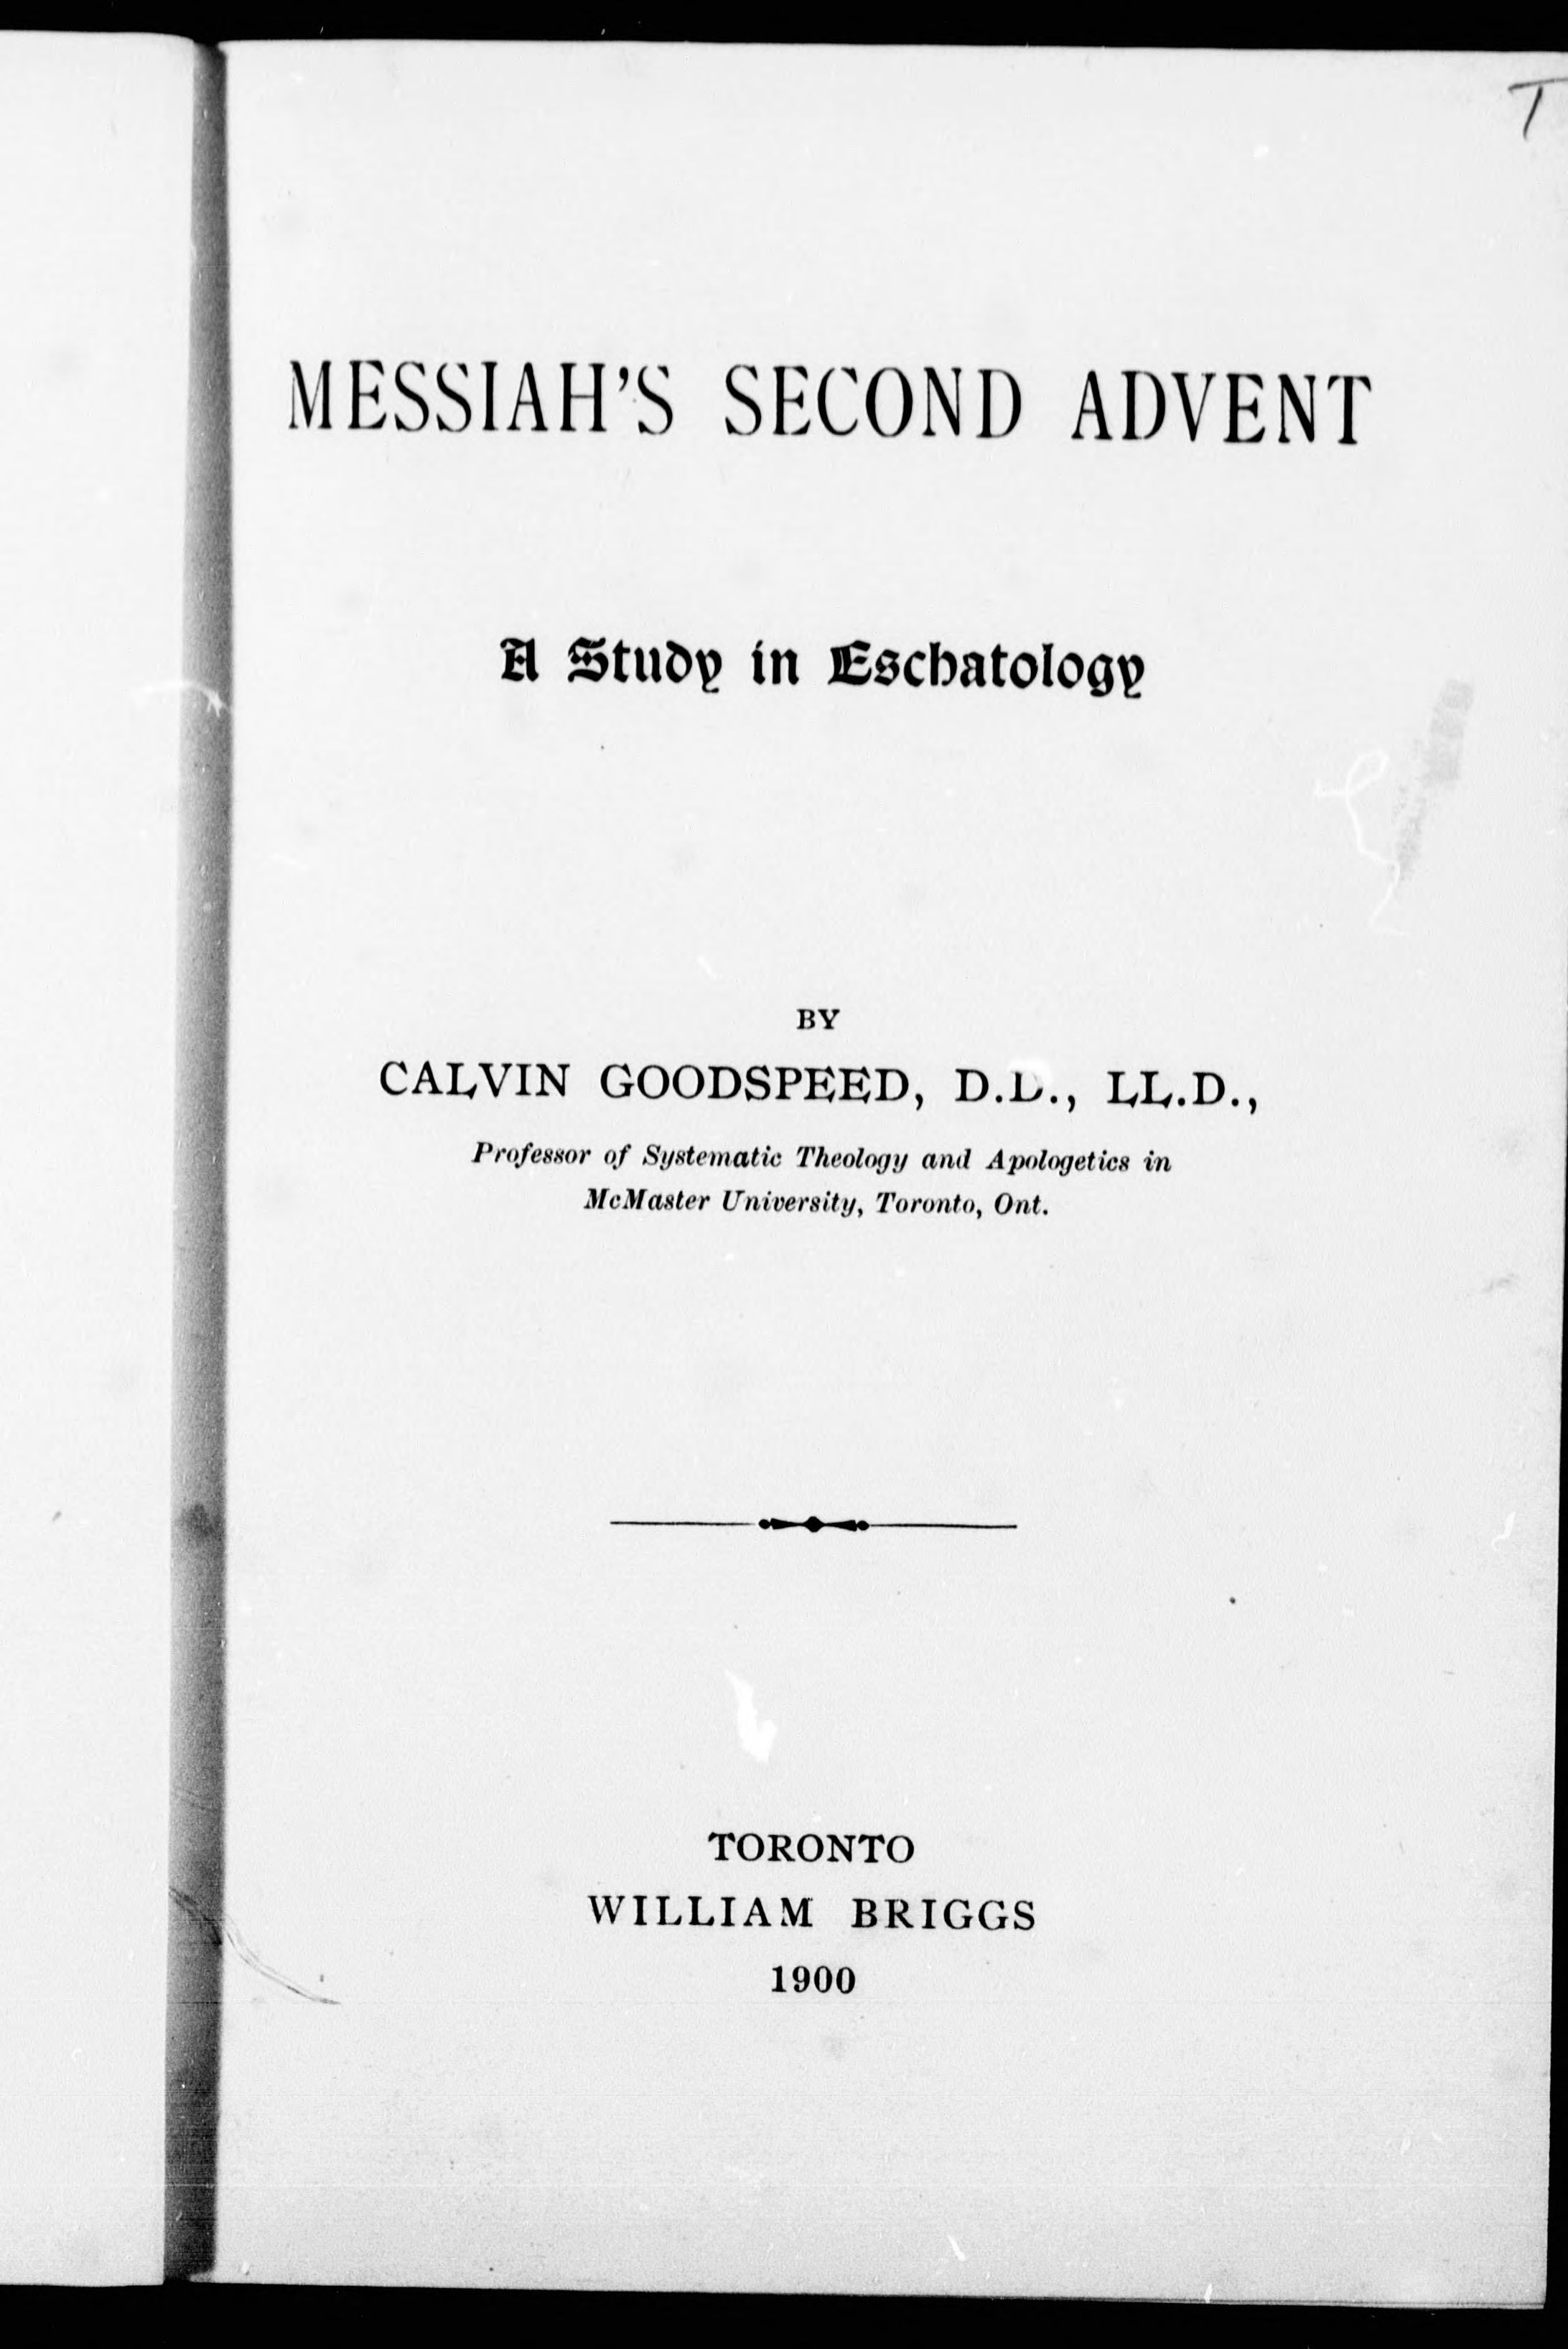 T
MESSIAH'S SECOND ADVENT
A Study in Eschatology
BY
CALVIN GOODSPEED, D.D., LL.D.,
Professor of Systematic Theology and Apologetics in
McMaster University, Toronto, Ont.
TORONTO
WILLIAM BRIGGS
1900